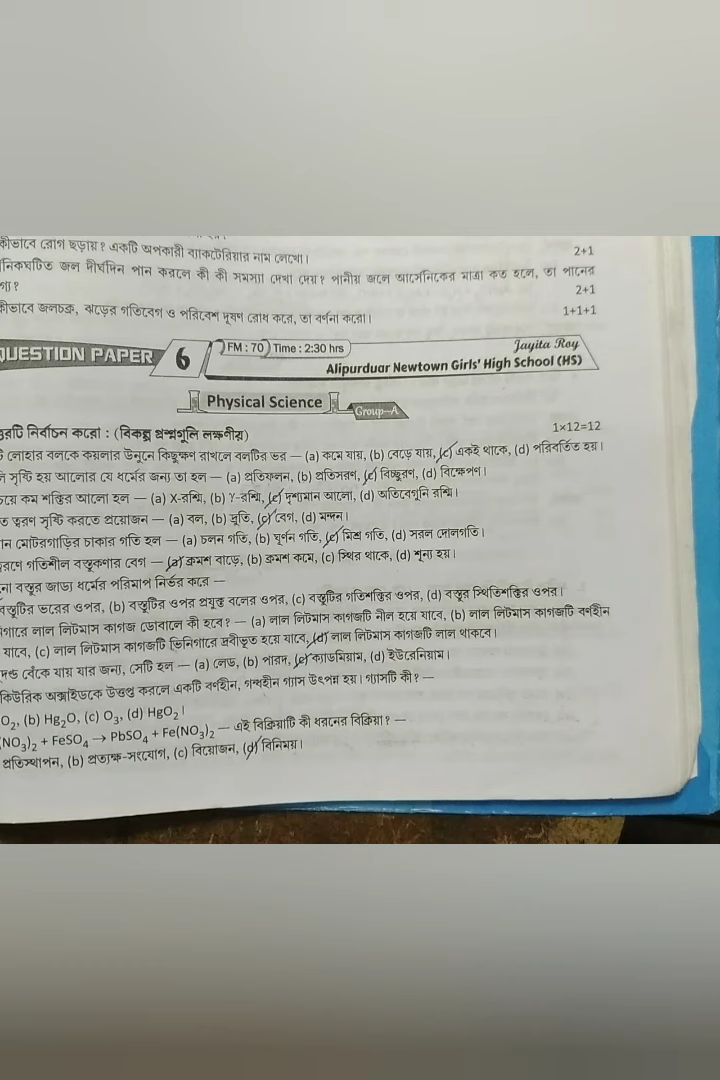 কীভাবে রোগ ছড়ায়? একটি অপকারী ব্যাকটেরিয়ার নাম লেখো। 2+1
নিকঘটিত জল দীর্ঘদিন পান করলে কী কী সমস্যা দেখা দেয়? পানীয় জলে আর্সেনিকের মাত্রা কত হলে, তা পানের
গ্য? 2+1
কীভাবে জলচক্র, ঝড়ের গতিবেগ ও পরিবেশ দূষণ রোধ করে, তা বর্ণনা করো। 1+1+1
QUESTION PAPER 6 FM : 70 Time : 2:30 hrs Jayita Roy
Alipurduar Newtown Girls' High School (HS)
Physical Science Group-A
ত্তরটি নির্বাচন করো : (বিকল্প প্রশ্নগুলি লক্ষণীয়) 1×12=12
লোহার বলকে কয়লার উনুনে কিছুক্ষণ রাখলে বলটির ভর — (a) কমে যায়, (b) বেড়ে যায়, (c) একই থাকে, (d) পরিবর্তিত হয়।
সৃষ্টি হয় আলোর যে ধর্মের জন্য তা হল — (a) প্রতিফলন, (b) প্রতিসরণ, (c) বিচ্ছুরণ, (d) বিক্ষেপণ।
চেয়ে কম শক্তির আলো হল — (a) X-রশ্মি, (b) γ-রশ্মি, (c) দৃশ্যমান আলো, (d) অতিবেগুনি রশ্মি।
ত ত্বরণ সৃষ্টি করতে প্রয়োজন — (a) বল, (b) দ্রুতি, (c) বেগ, (d) মন্দন।
ান মোটরগাড়ির চাকার গতি হল — (a) চলন গতি, (b) ঘূর্ণন গতি, (c) মিশ্র গতি, (d) সরল দোলগতি।
রণে গতিশীল বস্তুকণার বেগ — (a) ক্রমশ বাড়ে, (b) ক্রমশ কমে, (c) স্থির থাকে, (d) শূন্য হয়।
নো বস্তুর জাড্য ধর্মের পরিমাপ নির্ভর করে —
বস্তুটির ভরের ওপর, (b) বস্তুটির ওপর প্রযুক্ত বলের ওপর, (c) বস্তুটির গতিশক্তির ওপর, (d) বস্তুর স্থিতিশক্তির ওপর।
নিগারে লাল লিটমাস কাগজ ডোবালে কী হবে? — (a) লাল লিটমাস কাগজটি নীল হয়ে যাবে, (b) লাল লিটমাস কাগজটি বর্ণহীন
যাবে, (c) লাল লিটমাস কাগজটি ভিনিগারে দ্রবীভূত হয়ে যাবে, (d) লাল লিটমাস কাগজটি লাল থাকবে।
দণ্ড বেঁকে যায় যার জন্য, সেটি হল — (a) লেড, (b) পারদ, (c) ক্যাডমিয়াম, (d) ইউরেনিয়াম।
কিউরিক অক্সাইডকে উত্তপ্ত করলে একটি বর্ণহীন, গন্ধহীন গ্যাস উৎপন্ন হয়। গ্যাসটি কী? —
O₂, (b) Hg₂O, (c) O₃, (d) HgO₂।
(NO₃)₂ + FeSO₄ → PbSO₄ + Fe(NO₃)₂ — এই বিক্রিয়াটি কী ধরনের বিক্রিয়া? —
প্রতিস্থাপন, (b) প্রত্যক্ষ-সংযোগ, (c) বিয়োজন, (d) বিনিময়।